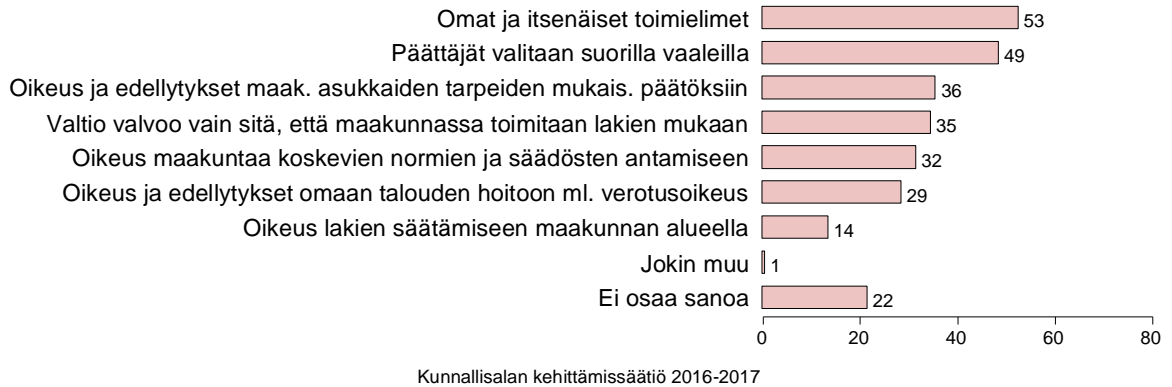 Omat ja itsenäiset toimielimet 53
Päättäjät valitaan suorilla vaaleilla 49
Oikeus ja edellytykset maak. asukkaiden tarpeiden mukais. päätöksiin 36
Valtio valvoo vain sitä, että maakunnassa toimitaan lakien mukaan 35
Oikeus maakuntaa koskevien normien ja säädösten antamiseen 32
Oikeus ja edellytykset omaan talouden hoitoon ml. verotusoikeus 29
Oikeus lakien säätämiseen maakunnan alueella 14
Jokin muu 1
Ei osaa sanoa 22
0 20 40 60 80
Kunnallisalan kehittämissäätiö 2016-2017